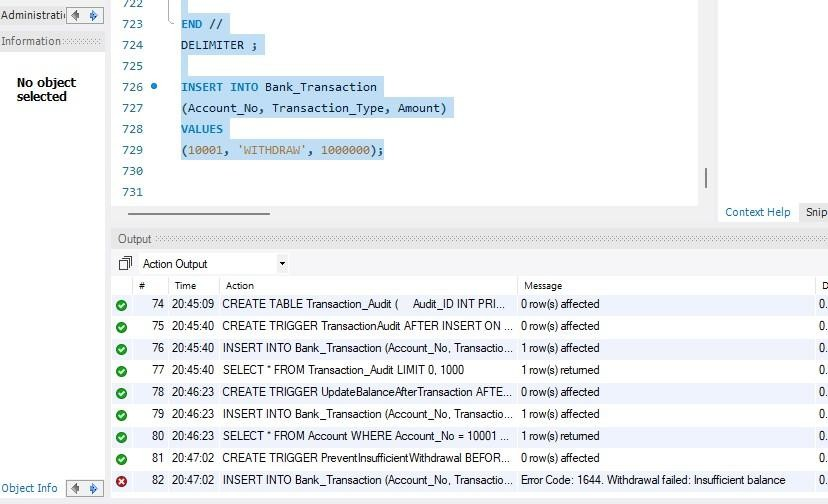 Administrati
Information
No object
selected
Object Info
722
723 END //
724 DELIMITER ;
725
726 INSERT INTO Bank_Transaction
727 (Account_No, Transaction_Type, Amount)
728 VALUES
729 (10001, 'WITHDRAW', 1000000);
730
731
Context Help Snip
Output
Action Output
# Time Action Message D
74 20:45:09 CREATE TABLE Transaction_Audit ( Audit_ID INT PRI... 0 row(s) affected 0.
75 20:45:40 CREATE TRIGGER TransactionAudit AFTER INSERT ON ... 0 row(s) affected 0.
76 20:45:40 INSERT INTO Bank_Transaction (Account_No, Transactio... 1 row(s) affected 0.
77 20:45:40 SELECT * FROM Transaction_Audit LIMIT 0, 1000 1 row(s) returned 0.
78 20:46:23 CREATE TRIGGER UpdateBalanceAfterTransaction AFTE... 0 row(s) affected 0.
79 20:46:23 INSERT INTO Bank_Transaction (Account_No, Transactio... 1 row(s) affected 0.
80 20:46:23 SELECT * FROM Account WHERE Account_No = 10001 ... 1 row(s) returned 0.
81 20:47:02 CREATE TRIGGER PreventInsufficientWithdrawal BEFOR... 0 row(s) affected 0.
82 20:47:02 INSERT INTO Bank_Transaction (Account_No, Transactio... Error Code: 1644. Withdrawal failed: Insufficient balance 0.